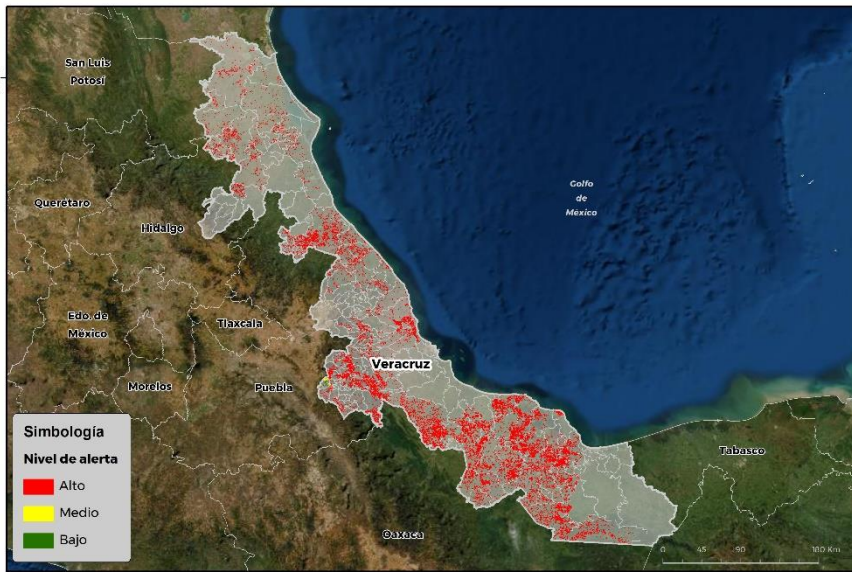 San Luis
Potosí
Querétaro
Hidalgo
Golfo
de
México
Edo. de
México
Tlaxcala
Veracruz
Morelos
Puebla
Simbología
Nivel de alerta
Alto
Medio
Bajo
Tabasco
Oaxaca
0 45 90 180 Km